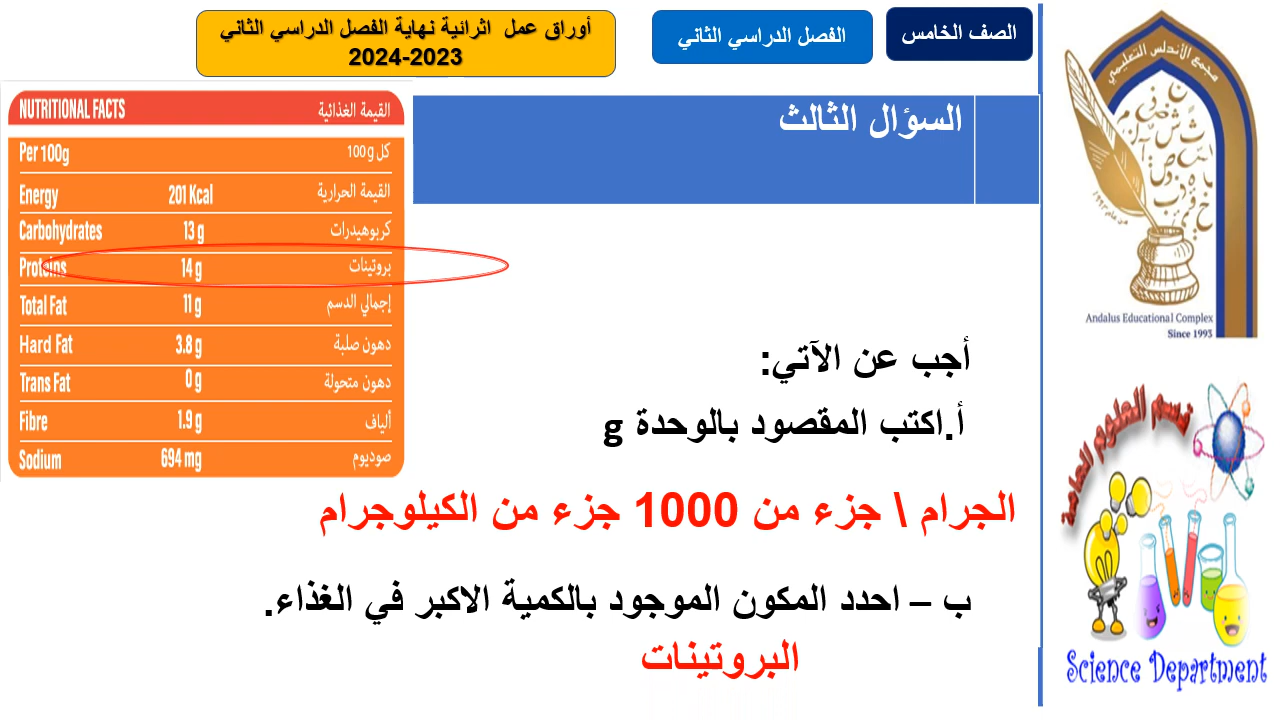 الصف الخامس
الفصل الدراسي الثاني
أوراق عمل اثرائية نهاية الفصل الدراسي الثاني
2024-2023
السؤال الثالث
NUTRITIONAL FACTS القيمة الغذائية
Per 100g كل 100g
Energy 201 Kcal القيمة الحرارية
Carbohydrates 13 g كربوهيدرات
Proteins 14 g بروتينات
Total Fat 11 g إجمالي الدسم
Hard Fat 3.8 g دهون صلبة
Trans Fat 0 g دهون متحولة
Fibre 1.9 g ألياف
Sodium 694 mg صوديوم
أجب عن الآتي:
أ.اكتب المقصود بالوحدة g
الجرام \ جزء من 1000 جزء من الكيلوجرام
ب – احدد المكون الموجود بالكمية الاكبر في الغذاء.
البروتينات
مجمع الأندلس التعليمي
Andalus Educational Complex
Since 1993
قسم العلوم العامة
Science Department